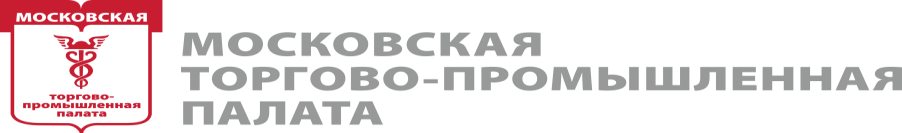 МОСКОВСКАЯ
торгово-
промышленная
палата
МОСКОВСКАЯ
ТОРГОВО-ПРОМЫШЛЕННАЯ
ПАЛАТА